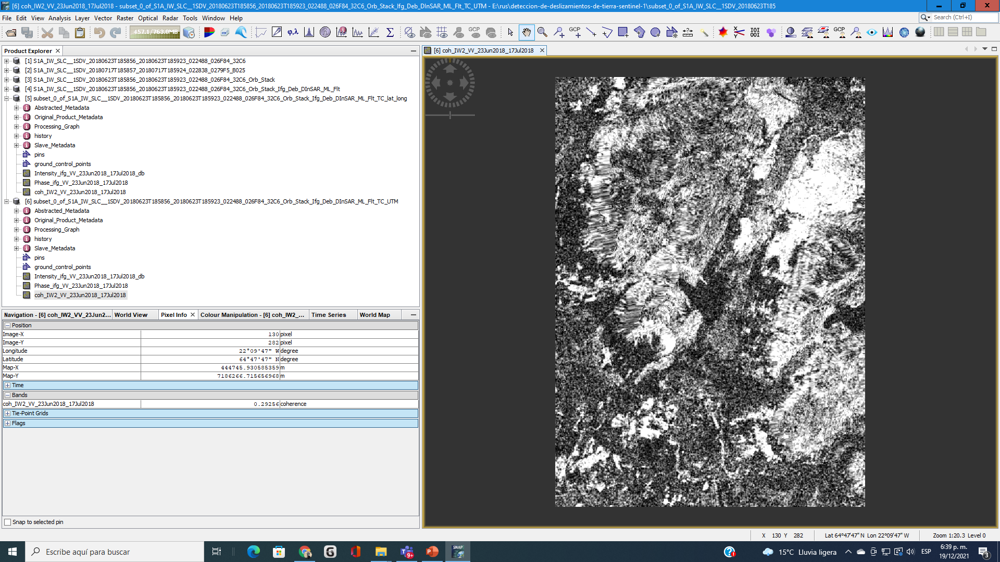 [6] coh_IW2_VV_23Jun2018_17Jul2018 - subset_0_of_S1A_IW_SLC__1SDV_20180623T185856_20180623T185923_022488_026F84_32C6_Orb_Stack_Ifg_Deb_DInSAR_ML_Flt_TC_UTM - E:\rus\deteccion-de-deslizamientos-de-tierra-sentinel-1\subset_0_of_S1A_IW_SLC__1SDV_20180623T185
File Edit View Analysis Layer Vector Raster Optical Radar Tools Window Help
Search (Ctrl+I)
457.1/763.0MB
φ,λ
Σ
GCP
GCP
IOI
OOI
GCP
Product Explorer
[6] coh_IW2_VV_23Jun2018_17Jul2018
[1] S1A_IW_SLC__1SDV_20180623T185856_20180623T185923_022488_026F84_32C6
[2] S1A_IW_SLC__1SDV_20180717T185857_20180717T185924_022838_0279F5_B025
[3] S1A_IW_SLC__1SDV_20180623T185856_20180623T185923_022488_026F84_32C6_Orb_Stack
[4] S1A_IW_SLC__1SDV_20180623T185856_20180623T185923_022488_026F84_32C6_Orb_Stack_Ifg_Deb_DInSAR_ML_Flt
[5] subset_0_of_S1A_IW_SLC__1SDV_20180623T185856_20180623T185923_022488_026F84_32C6_Orb_Stack_Ifg_Deb_DInSAR_ML_Flt_TC_lat_long
Abstracted_Metadata
Original_Product_Metadata
Processing_Graph
history
Slave_Metadata
pins
ground_control_points
Intensity_ifg_VV_23Jun2018_17Jul2018_db
Phase_ifg_VV_23Jun2018_17Jul2018
coh_IW2_VV_23Jun2018_17Jul2018
[6] subset_0_of_S1A_IW_SLC__1SDV_20180623T185856_20180623T185923_022488_026F84_32C6_Orb_Stack_Ifg_Deb_DInSAR_ML_Flt_TC_UTM
Abstracted_Metadata
Original_Product_Metadata
Processing_Graph
history
Slave_Metadata
pins
ground_control_points
Intensity_ifg_VV_23Jun2018_17Jul2018_db
Phase_ifg_VV_23Jun2018_17Jul2018
coh_IW2_VV_23Jun2018_17Jul2018
Navigation - [6] coh_IW2_VV_23Jun2... World View Pixel Info Colour Manipulation - [6] coh_IW2_... Time Series World Map
Position
Image-X 130 pixel
Image-Y 282 pixel
Longitude 22°09'47" W degree
Latitude 64°47'47" N degree
Map-X 444745.930585359 m
Map-Y 7186266.715656968 m
Time
Bands
coh_IW2_VV_23Jun2018_17Jul2018 0.29256 coherence
Tie-Point Grids
Flags
Snap to selected pin
X 130 Y 282 Lat 64°47'47" N Lon 22°09'47" W Zoom 1:20.3 Level 0
Escribe aquí para buscar
9+
SNAP
15°C Lluvia ligera
ESP
6:39 p. m.
19/12/2021
3